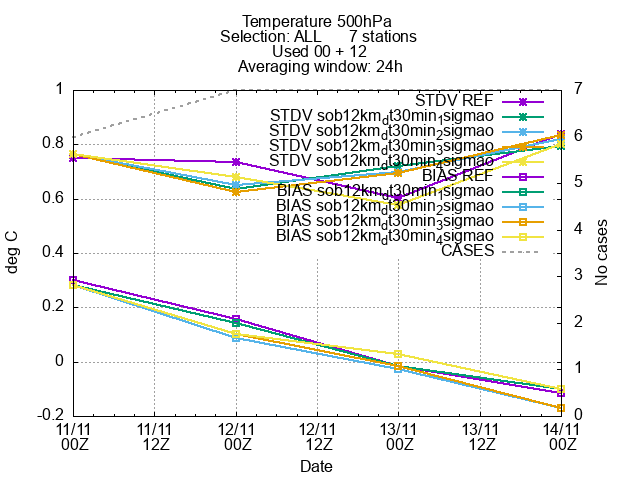 Temperature 500hPa
Selection: ALL 7 stations
Used 00 + 12
Averaging window: 24h
STDV REF
STDV sob12km_dt30min_1sigmao
STDV sob12km_dt30min_2sigmao
STDV sob12km_dt30min_3sigmao
STDV sob12km_dt30min_4sigmao
BIAS REF
BIAS sob12km_dt30min_1sigmao
BIAS sob12km_dt30min_2sigmao
BIAS sob12km_dt30min_3sigmao
BIAS sob12km_dt30min_4sigmao
CASES
deg C
1
0.8
0.6
0.4
0.2
0
-0.2
No cases
7
6
5
4
3
2
1
0
11/11 11/11 12/11 12/11 13/11 13/11 14/11
00Z 12Z 00Z 12Z 00Z 12Z 00Z
Date